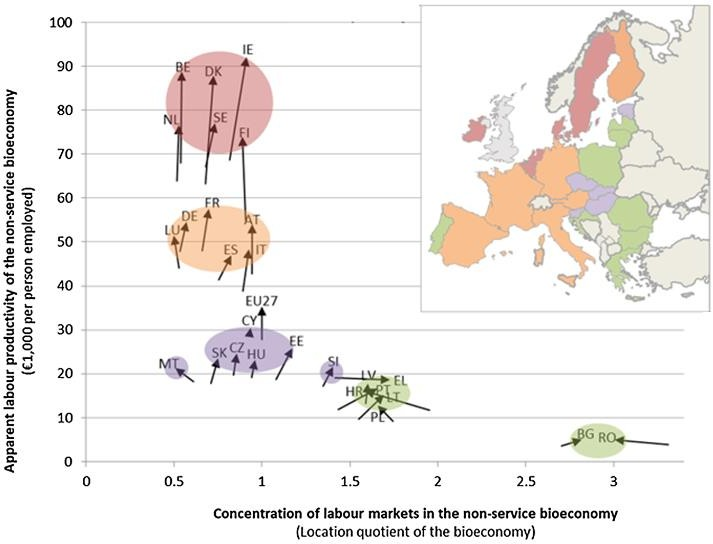 Apparent labour productivity of the non-service bioeconomy
(€1,000 per person employed)
100
90
80
70
60
50
40
30
20
10
0
IE
BE
DK
NL
SE
FI
FR
DE
AT
LU
ES
IT
EU27
CY
EE
SK
CZ
HU
MT
SI
LV
EL
HR
PT
LT
PL
BG
RO
0
0.5
1
1.5
2
2.5
3
Concentration of labour markets in the non-service bioeconomy
(Location quotient of the bioeconomy)